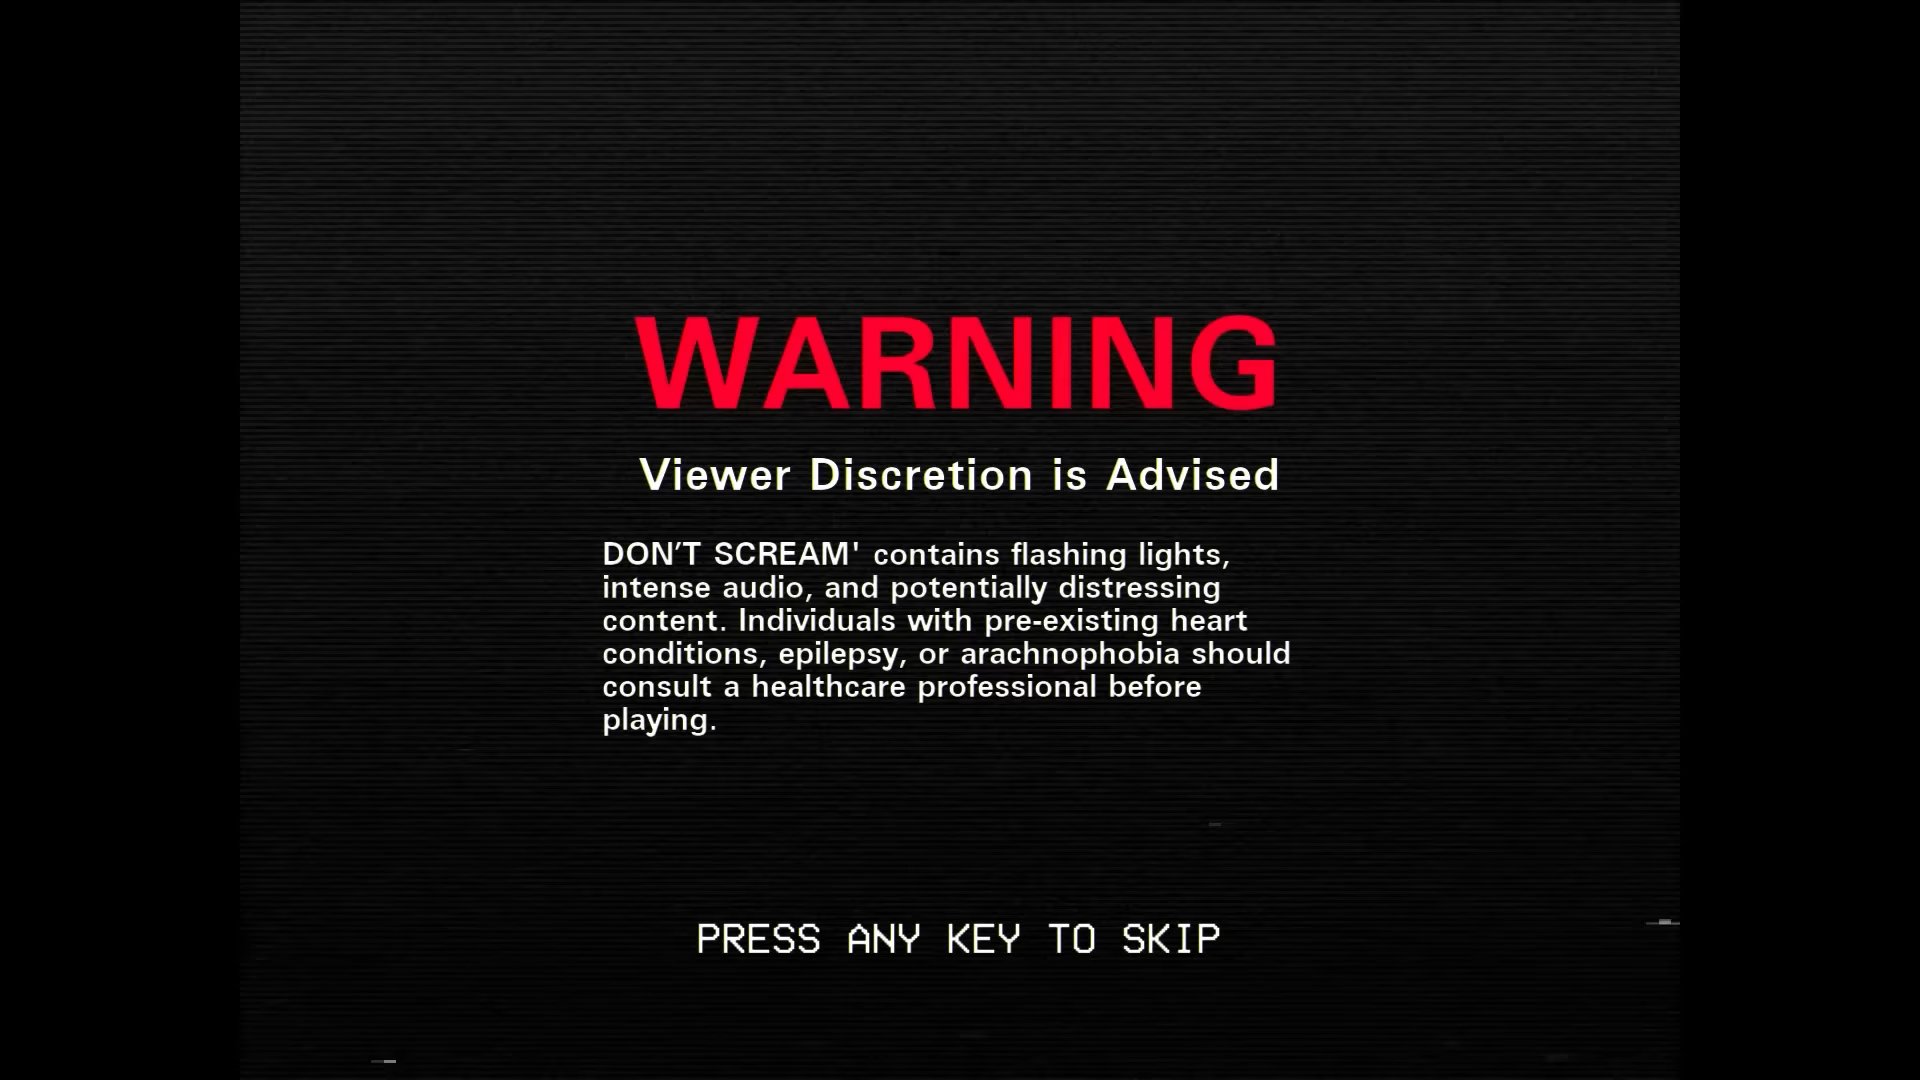 WARNING
Viewer Discretion is Advised
DON’T SCREAM' contains flashing lights,
intense audio, and potentially distressing
content. Individuals with pre-existing heart
conditions, epilepsy, or arachnophobia should
consult a healthcare professional before
playing.
PRESS ANY KEY TO SKIP